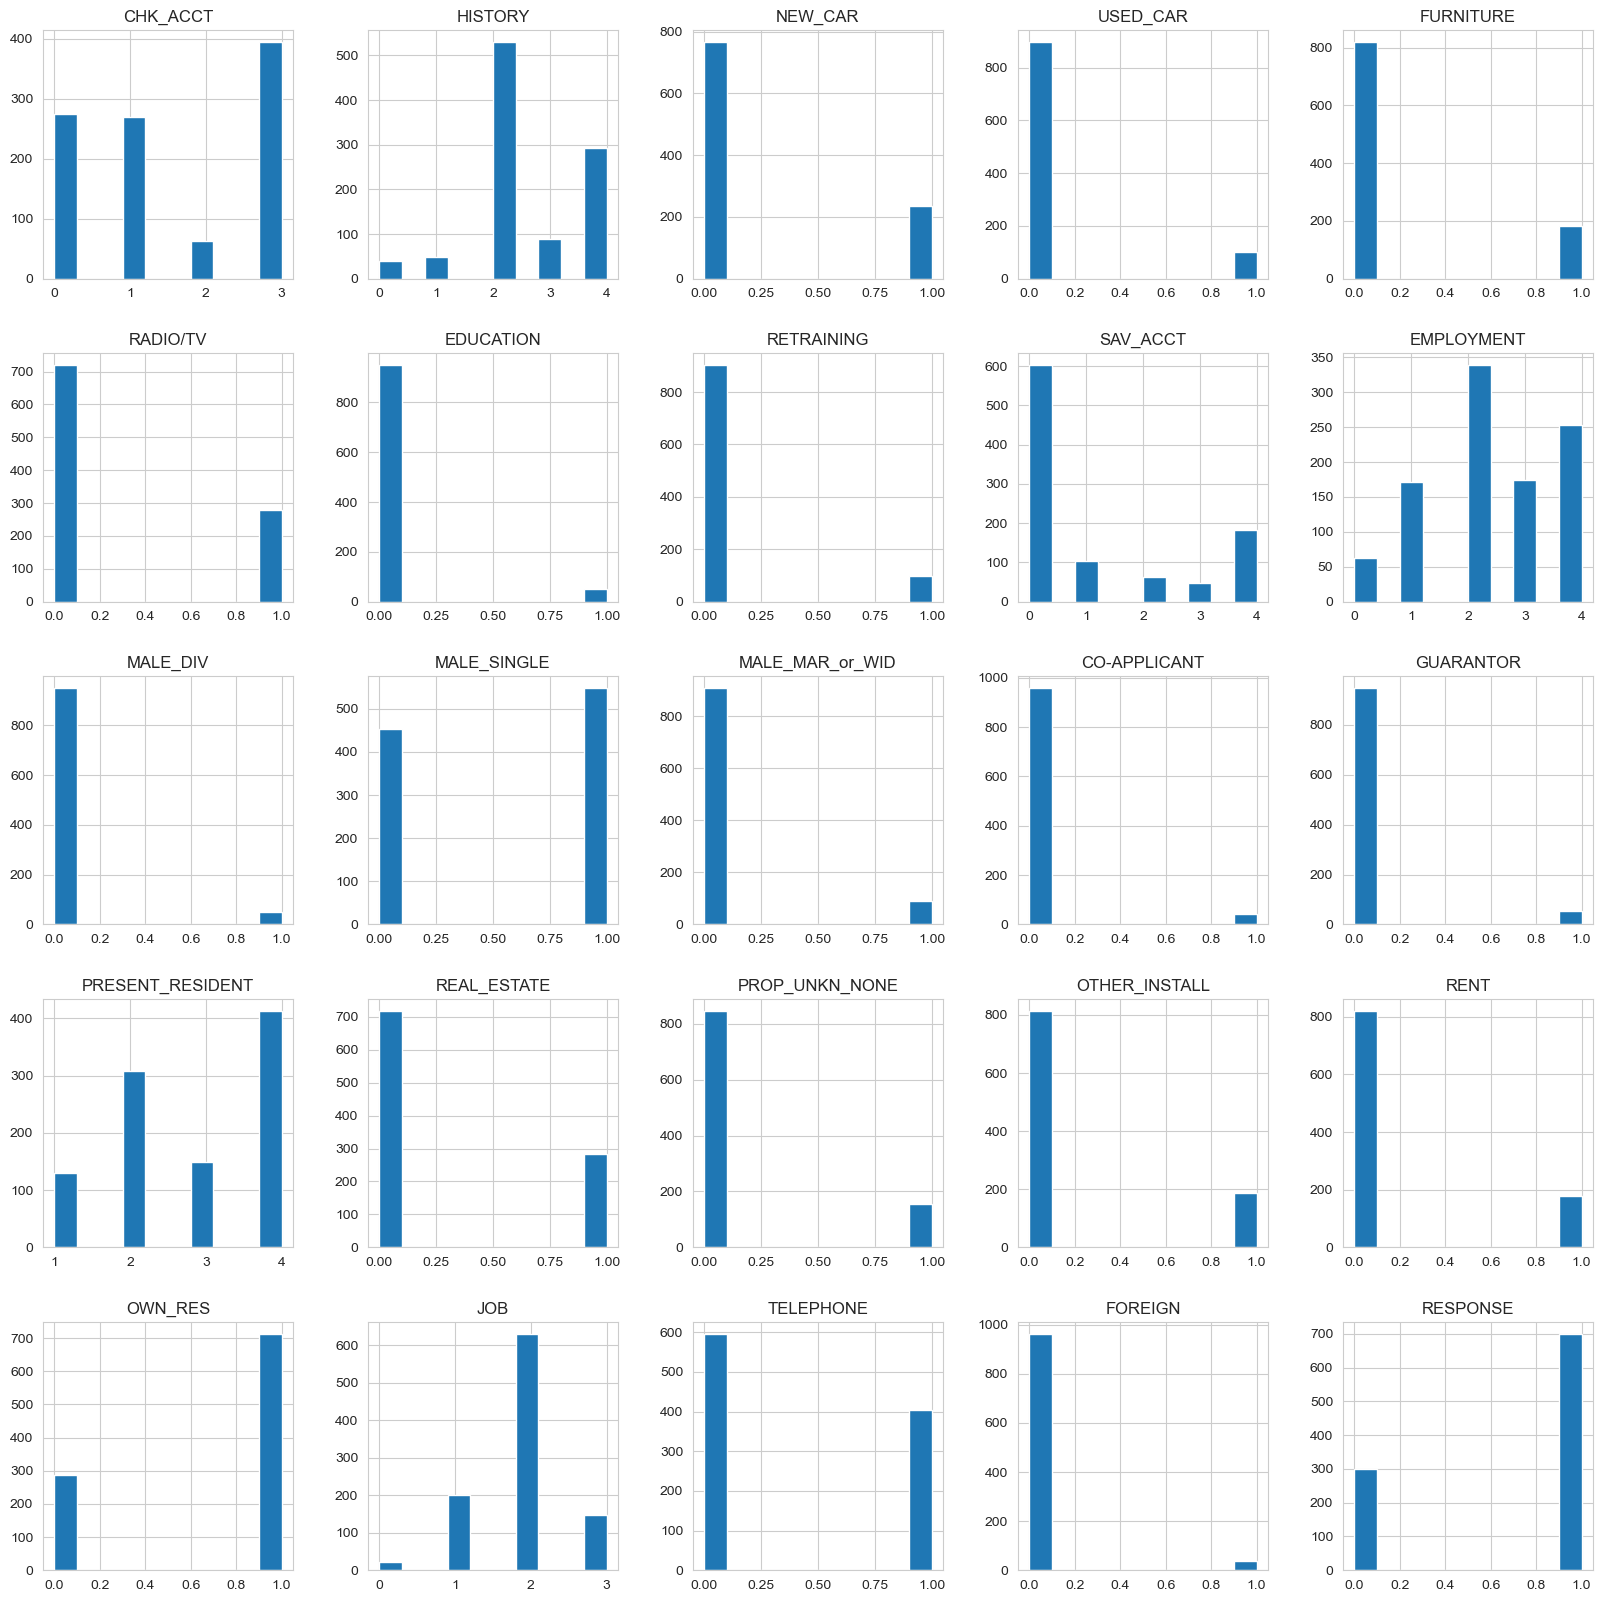 CHK_ACCT HISTORY NEW_CAR USED_CAR FURNITURE
400 300 200 100 0
0 1 2 3
500 400 300 200 100 0
0 1 2 3 4
800 600 400 200 0
0.00 0.25 0.50 0.75 1.00
800 600 400 200 0
0.0 0.2 0.4 0.6 0.8 1.0
800 600 400 200 0
0.0 0.2 0.4 0.6 0.8 1.0
RADIO/TV EDUCATION RETRAINING SAV_ACCT EMPLOYMENT
700 600 500 400 300 200 100 0
0.0 0.2 0.4 0.6 0.8 1.0
800 600 400 200 0
0.00 0.25 0.50 0.75 1.00
800 600 400 200 0
0.00 0.25 0.50 0.75 1.00
600 500 400 300 200 100 0
0 1 2 3 4
350 300 250 200 150 100 50 0
0 1 2 3 4
MALE_DIV MALE_SINGLE MALE_MAR_or_WID CO-APPLICANT GUARANTOR
800 600 400 200 0
0.0 0.2 0.4 0.6 0.8 1.0
500 400 300 200 100 0
0.00 0.25 0.50 0.75 1.00
800 600 400 200 0
0.00 0.25 0.50 0.75 1.00
1000 800 600 400 200 0
0.0 0.2 0.4 0.6 0.8 1.0
800 600 400 200 0
0.0 0.2 0.4 0.6 0.8 1.0
PRESENT_RESIDENT REAL_ESTATE PROP_UNKN_NONE OTHER_INSTALL RENT
400 300 200 100 0
1 2 3 4
700 600 500 400 300 200 100 0
0.00 0.25 0.50 0.75 1.00
800 600 400 200 0
0.00 0.25 0.50 0.75 1.00
800 600 400 200 0
0.0 0.2 0.4 0.6 0.8 1.0
800 600 400 200 0
0.0 0.2 0.4 0.6 0.8 1.0
OWN_RES JOB TELEPHONE FOREIGN RESPONSE
700 600 500 400 300 200 100 0
0.0 0.2 0.4 0.6 0.8 1.0
600 500 400 300 200 100 0
0 1 2 3
600 500 400 300 200 100 0
0.00 0.25 0.50 0.75 1.00
1000 800 600 400 200 0
0.0 0.2 0.4 0.6 0.8 1.0
700 600 500 400 300 200 100 0
0.0 0.2 0.4 0.6 0.8 1.0